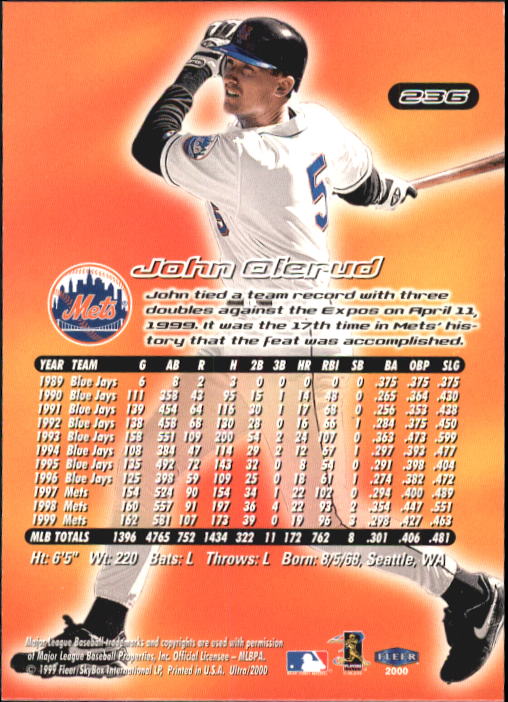 236
5
John Olerud
Mets
John tied a team record with three
doubles against the Expos on April 11,
1999. It was the 17th time in Mets' his-
tory that the feat was accomplished.
YEAR TEAM G AB R H 2B 3B HR RBI SB BA OBP SLG
1989 Blue Jays 6 8 2 3 0 0 0 0 0 .375 .375 .375
1990 Blue Jays 111 358 43 95 15 1 14 48 0 .265 .364 .430
1991 Blue Jays 139 454 64 116 30 1 17 68 0 .256 .353 .438
1992 Blue Jays 138 458 68 130 28 0 16 66 1 .284 .375 .450
1993 Blue Jays 158 551 109 200 54 2 24 107 0 .363 .473 .599
1994 Blue Jays 108 384 47 114 29 2 12 67 1 .297 .393 .477
1995 Blue Jays 135 492 72 143 32 0 8 54 0 .291 .398 .404
1996 Blue Jays 125 398 59 109 25 0 18 61 1 .274 .382 .472
1997 Mets 154 524 90 154 34 1 22 102 0 .294 .400 .489
1998 Mets 160 557 91 197 36 4 22 93 2 .354 .447 .551
1999 Mets 162 581 107 173 39 0 19 96 3 .298 .427 .463
MLB TOTALS 1396 4765 752 1434 322 11 172 762 8 .301 .406 .481
Ht: 6'5" Wt: 220 Bats: L Throws: L Born: 8/5/68, Seattle, WA
Major League Baseball trademarks and copyrights are used with permission
of Major League Baseball Properties, Inc. Official Licensee – MLBPA.
© 1999 Fleer/SkyBox International LP, Printed in U.S.A. Ultra/2000
PLAYERS
FLEER
2000